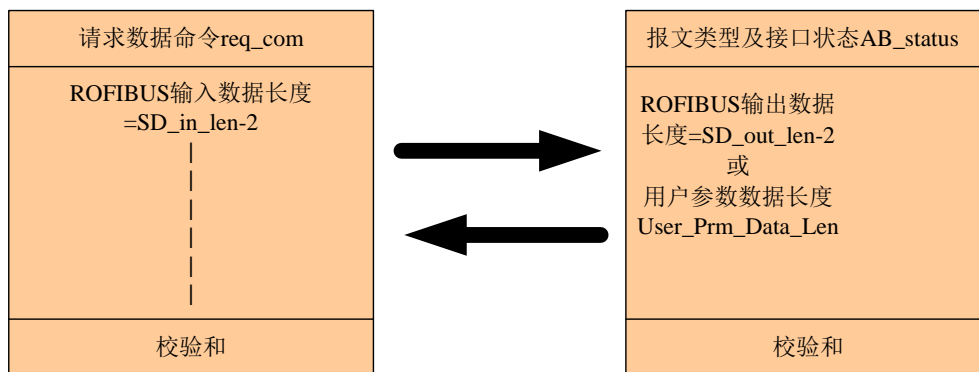 请求数据命令req_com
ROFIBUS输入数据长度
=SD_in_len-2
校验和
报文类型及接口状态AB_status
ROFIBUS输出数据
长度=SD_out_len-2
或
用户参数数据长度
User_Prm_Data_Len
校验和